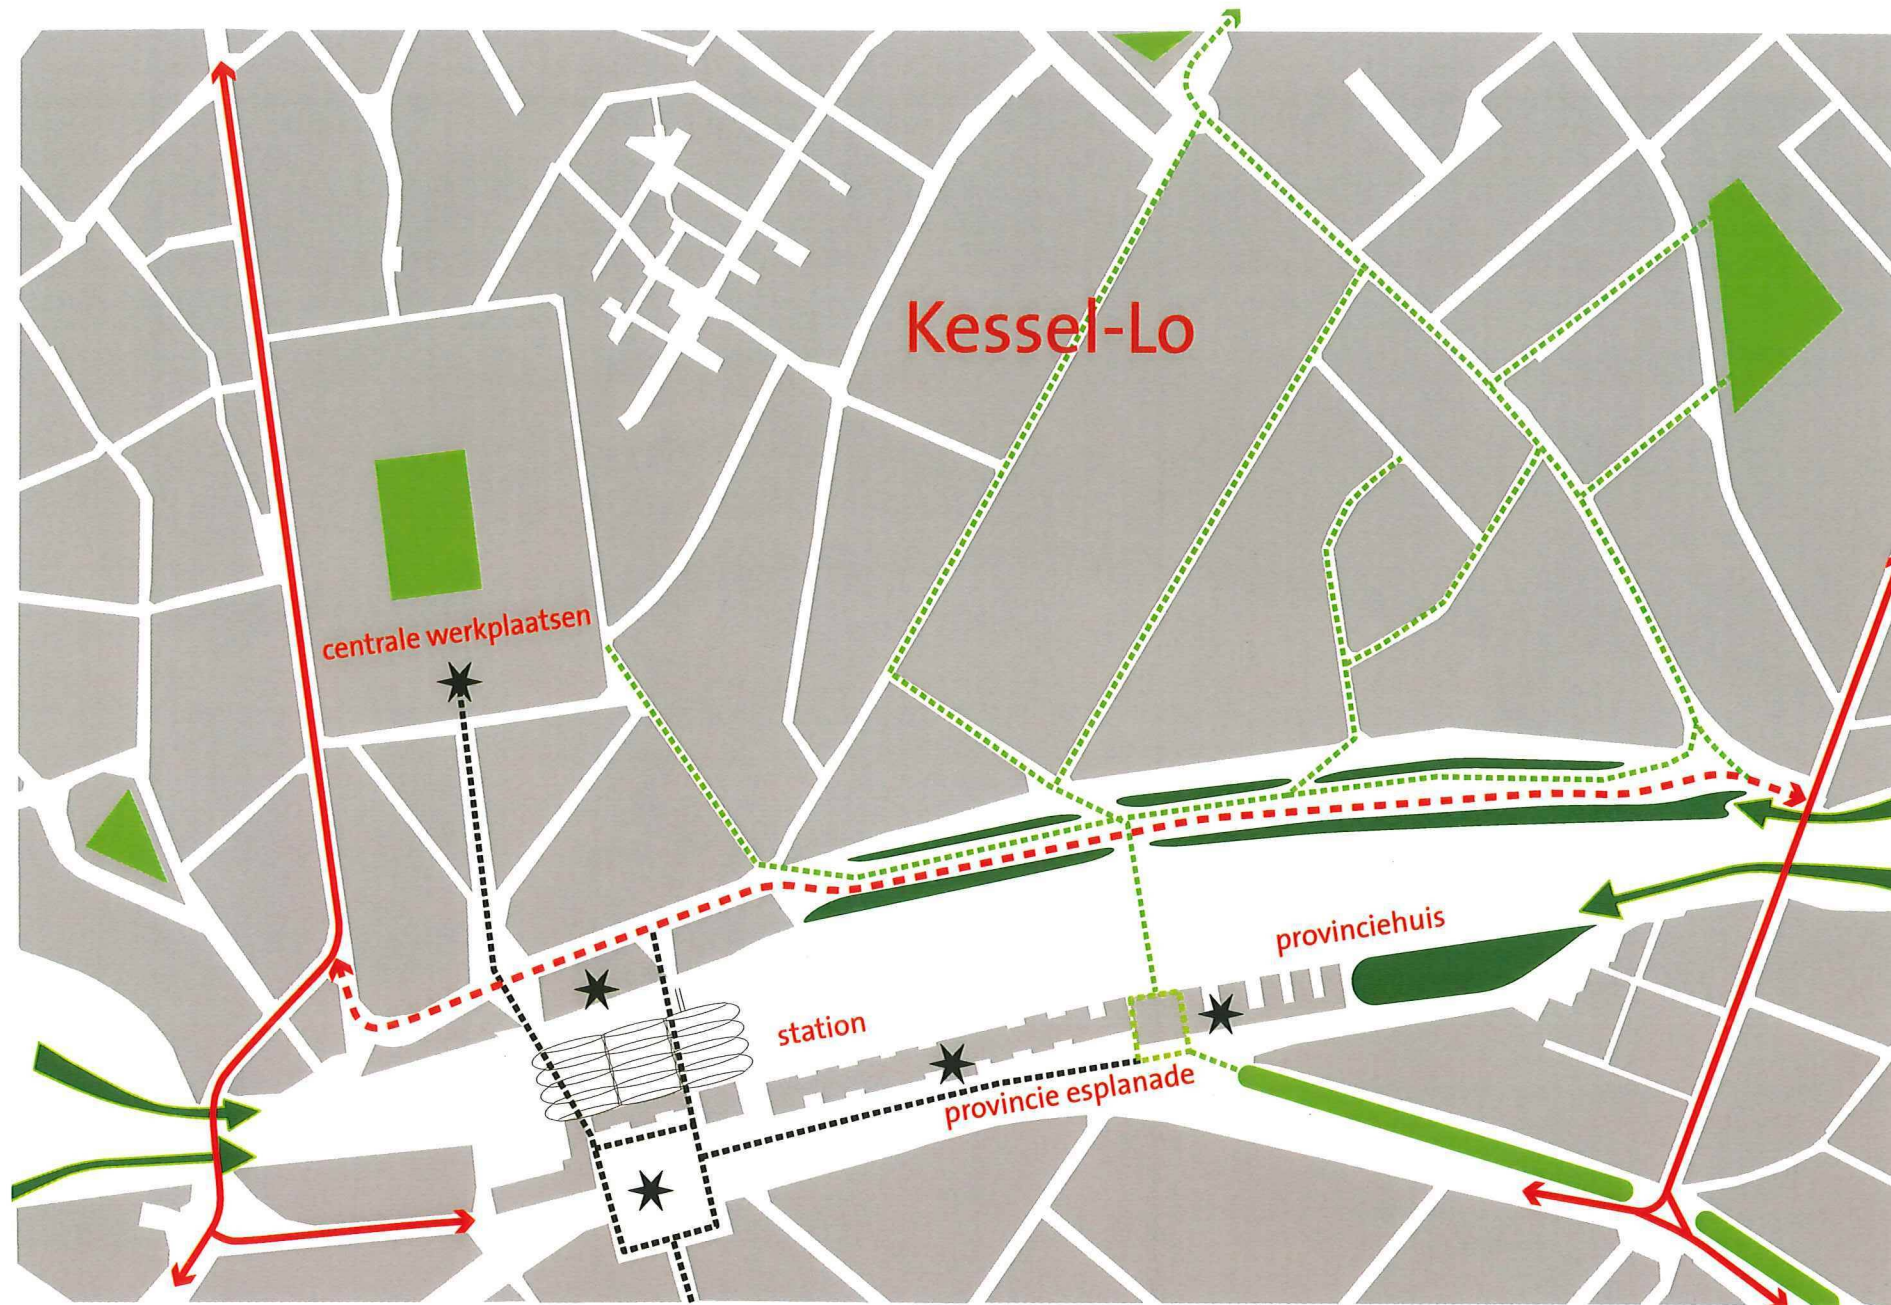 Kessel-Lo
centrale werkplaatsen
provinciehuis
station
provincie esplanade